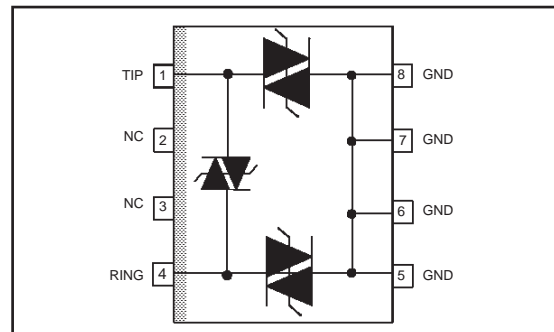 TIP 1 8 GND
NC 2 7 GND
NC 3 6 GND
RING 4 5 GND